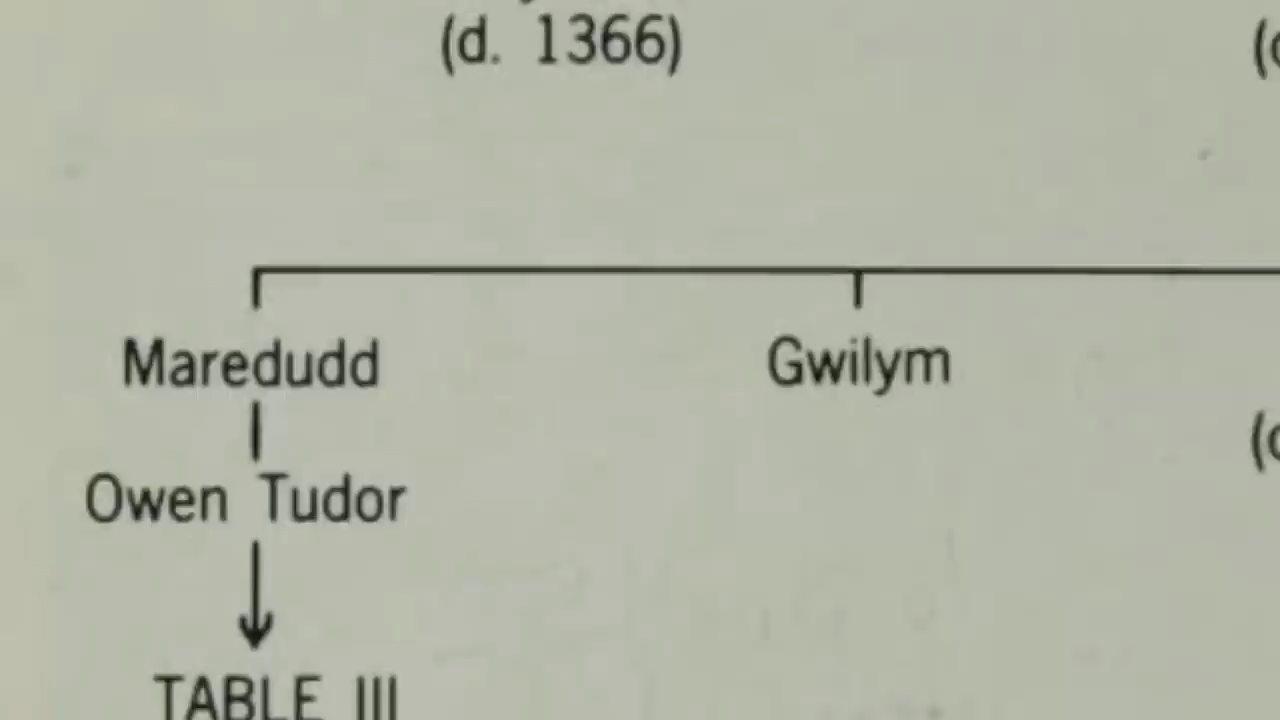 (d. 1366)
Maredudd
Gwilym
Owen Tudor
TABLE III